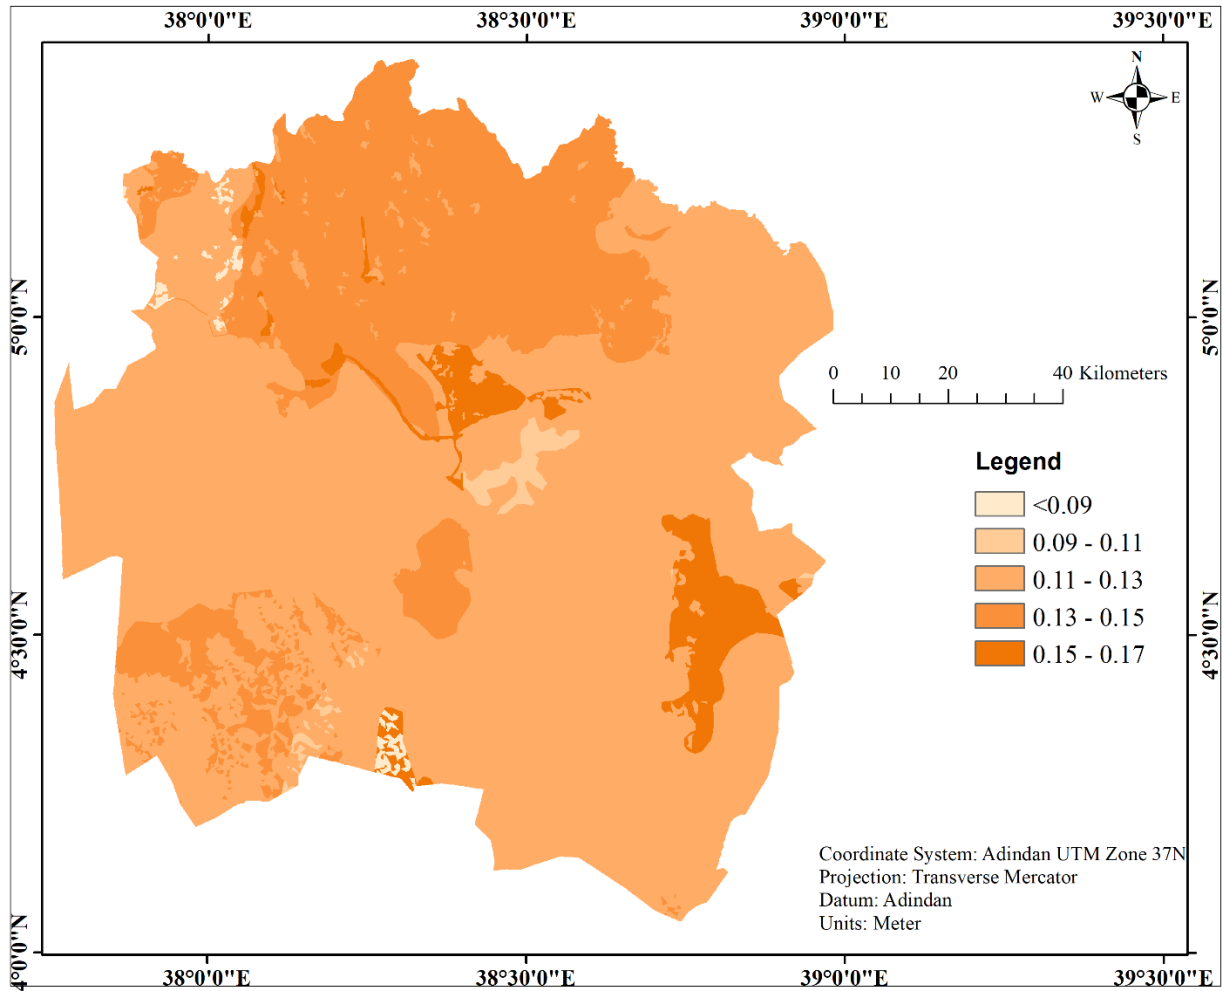 38°0'0"E 38°30'0"E 39°0'0"E 39°30'0"E
N
W E
S
5°0'0"N 5°0'0"N
0 10 20 40 Kilometers
Legend
<0.09
0.09 - 0.11
0.11 - 0.13
0.13 - 0.15
0.15 - 0.17
4°30'0"N 4°30'0"N
Coordinate System: Adindan UTM Zone 37N
Projection: Transverse Mercator
Datum: Adindan
Units: Meter
4°0'0"N 4°0'0"N
38°0'0"E 38°30'0"E 39°0'0"E 39°30'0"E